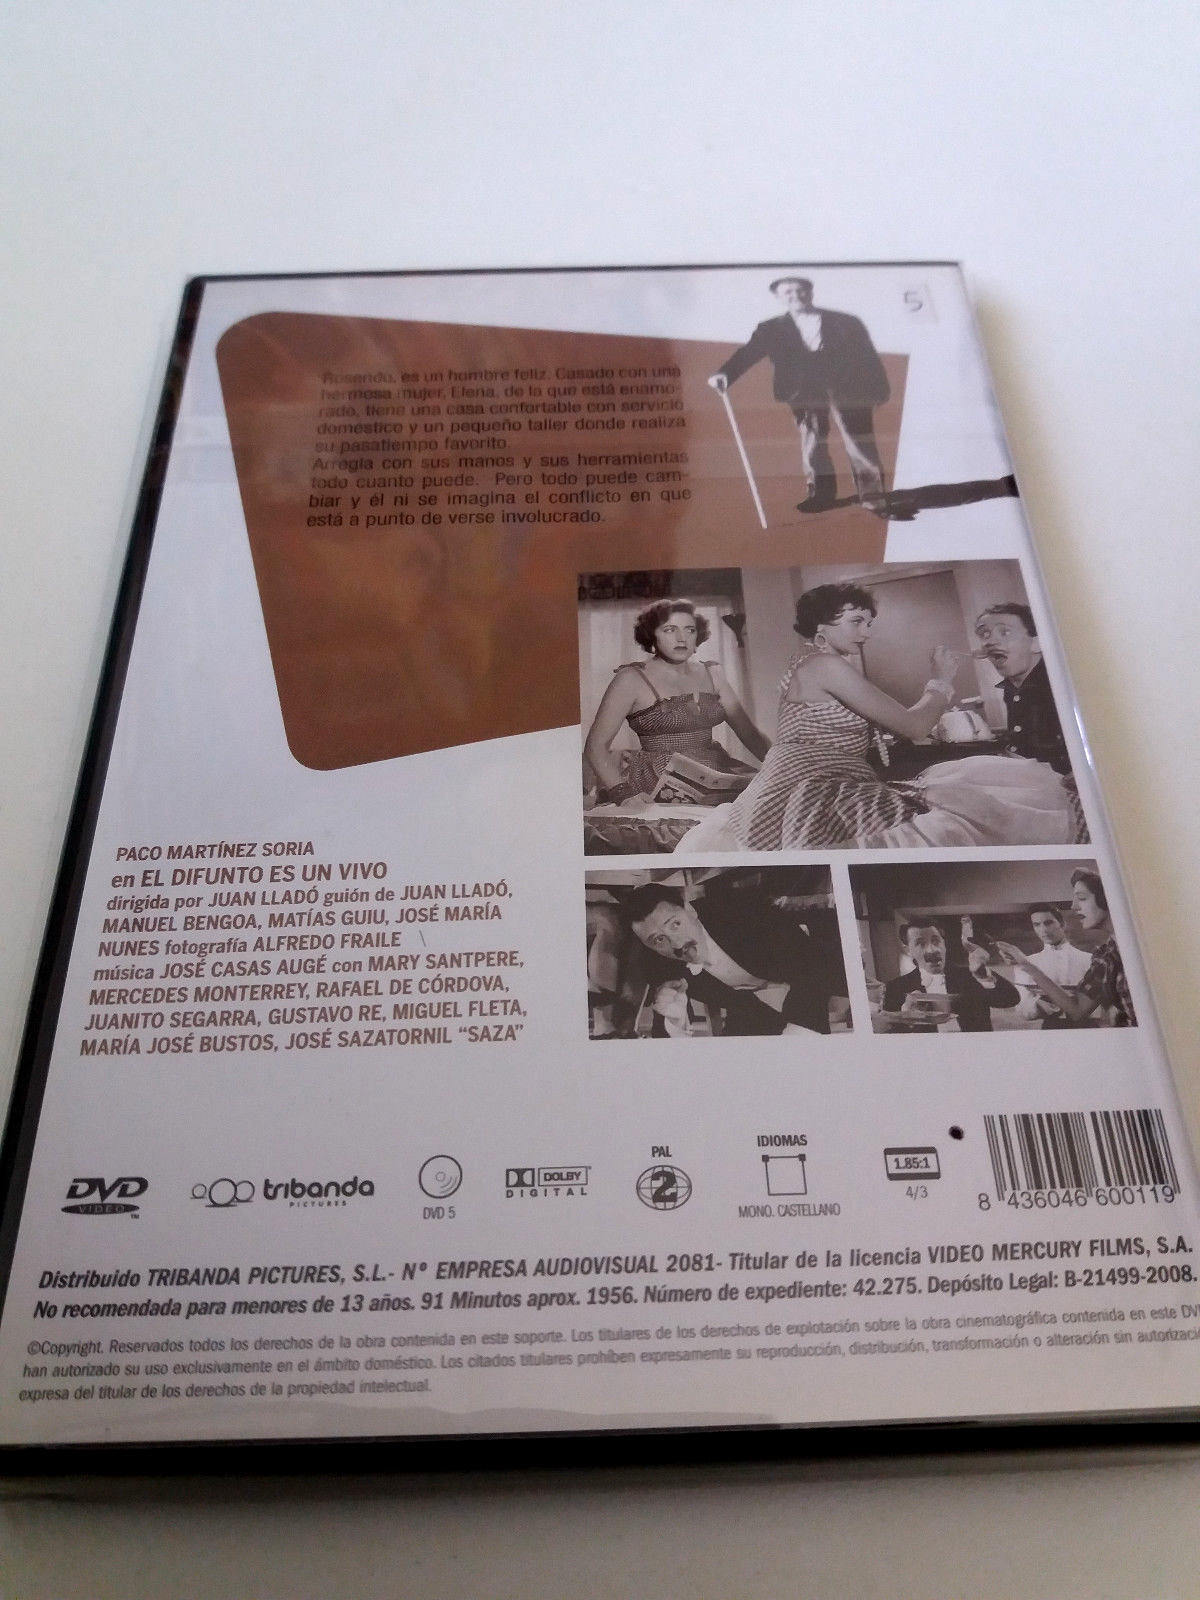 5
Rosendo, es un hombre feliz. Casado con una
hermosa mujer, Elena, de la que está enamo-
rado, tiene una casa confortable con servicio
doméstico y un pequeño taller donde realiza
su pasatiempo favorito.
Arregla con sus manos y sus herramientas
todo cuanto puede. Pero todo puede cam-
biar y él ni se imagina el conflicto en que
está a punto de verse involucrado.
PACO MARTÍNEZ SORIA
en EL DIFUNTO ES UN VIVO
dirigida por JUAN LLADÓ guión de JUAN LLADÓ,
MANUEL BENGOA, MATÍAS GUIU, JOSÉ MARÍA
NUNES fotografía ALFREDO FRAILE
música JOSÉ CASAS AUGÉ con MARY SANTPERE,
MERCEDES MONTERREY, RAFAEL DE CÓRDOVA,
JUANITO SEGARRA, GUSTAVO RE, MIGUEL FLETA,
MARÍA JOSÉ BUSTOS, JOSÉ SAZATORNIL “SAZA”
DVD
VIDEO
TM
tribanda
PICTURES
DVD 5
DOLBY
DIGITAL
PAL
2
IDIOMAS
MONO. CASTELLANO
1.85:1
4/3
8 436046 600119
Distribuido TRIBANDA PICTURES, S.L.- Nº EMPRESA AUDIOVISUAL 2081- Titular de la licencia VIDEO MERCURY FILMS, S.A.
No recomendada para menores de 13 años. 91 Minutos aprox. 1956. Número de expediente: 42.275. Depósito Legal: B-21499-2008.
©Copyright. Reservados todos los derechos de la obra contenida en este soporte. Los titulares de los derechos de explotación sobre la obra cinematográfica contenida en este DV
han autorizado su uso exclusivamente en el ámbito doméstico. Los citados titulares prohíben expresamente su reproducción, distribución, transformación o alteración sin autorizació
expresa del titular de los derechos de la propiedad intelectual.